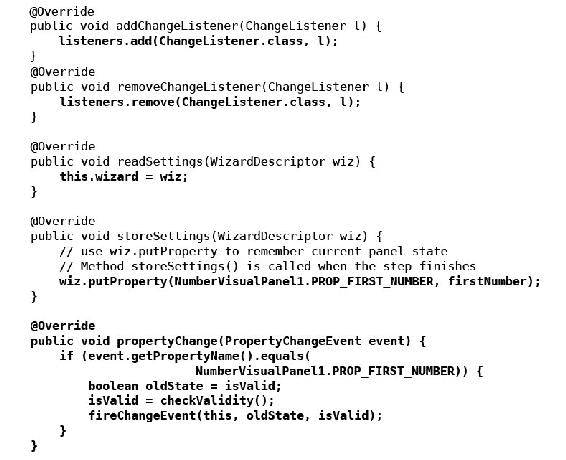 @Override
public void addChangeListener(ChangeListener l) {
    listeners.add(ChangeListener.class, l);
}
@Override
public void removeChangeListener(ChangeListener l) {
    listeners.remove(ChangeListener.class, l);
}
@Override
public void readSettings(WizardDescriptor wiz) {
    this.wizard = wiz;
}
@Override
public void storeSettings(WizardDescriptor wiz) {
    // use wiz.putProperty to remember current panel state
    // Method storeSettings() is called when the step finishes
    wiz.putProperty(NumberVisualPanel1.PROP_FIRST_NUMBER, firstNumber);
}
@Override
public void propertyChange(PropertyChangeEvent event) {
    if (event.getPropertyName().equals(
                       NumberVisualPanel1.PROP_FIRST_NUMBER)) {
        boolean oldState = isValid;
        isValid = checkValidity();
        fireChangeEvent(this, oldState, isValid);
    }
}